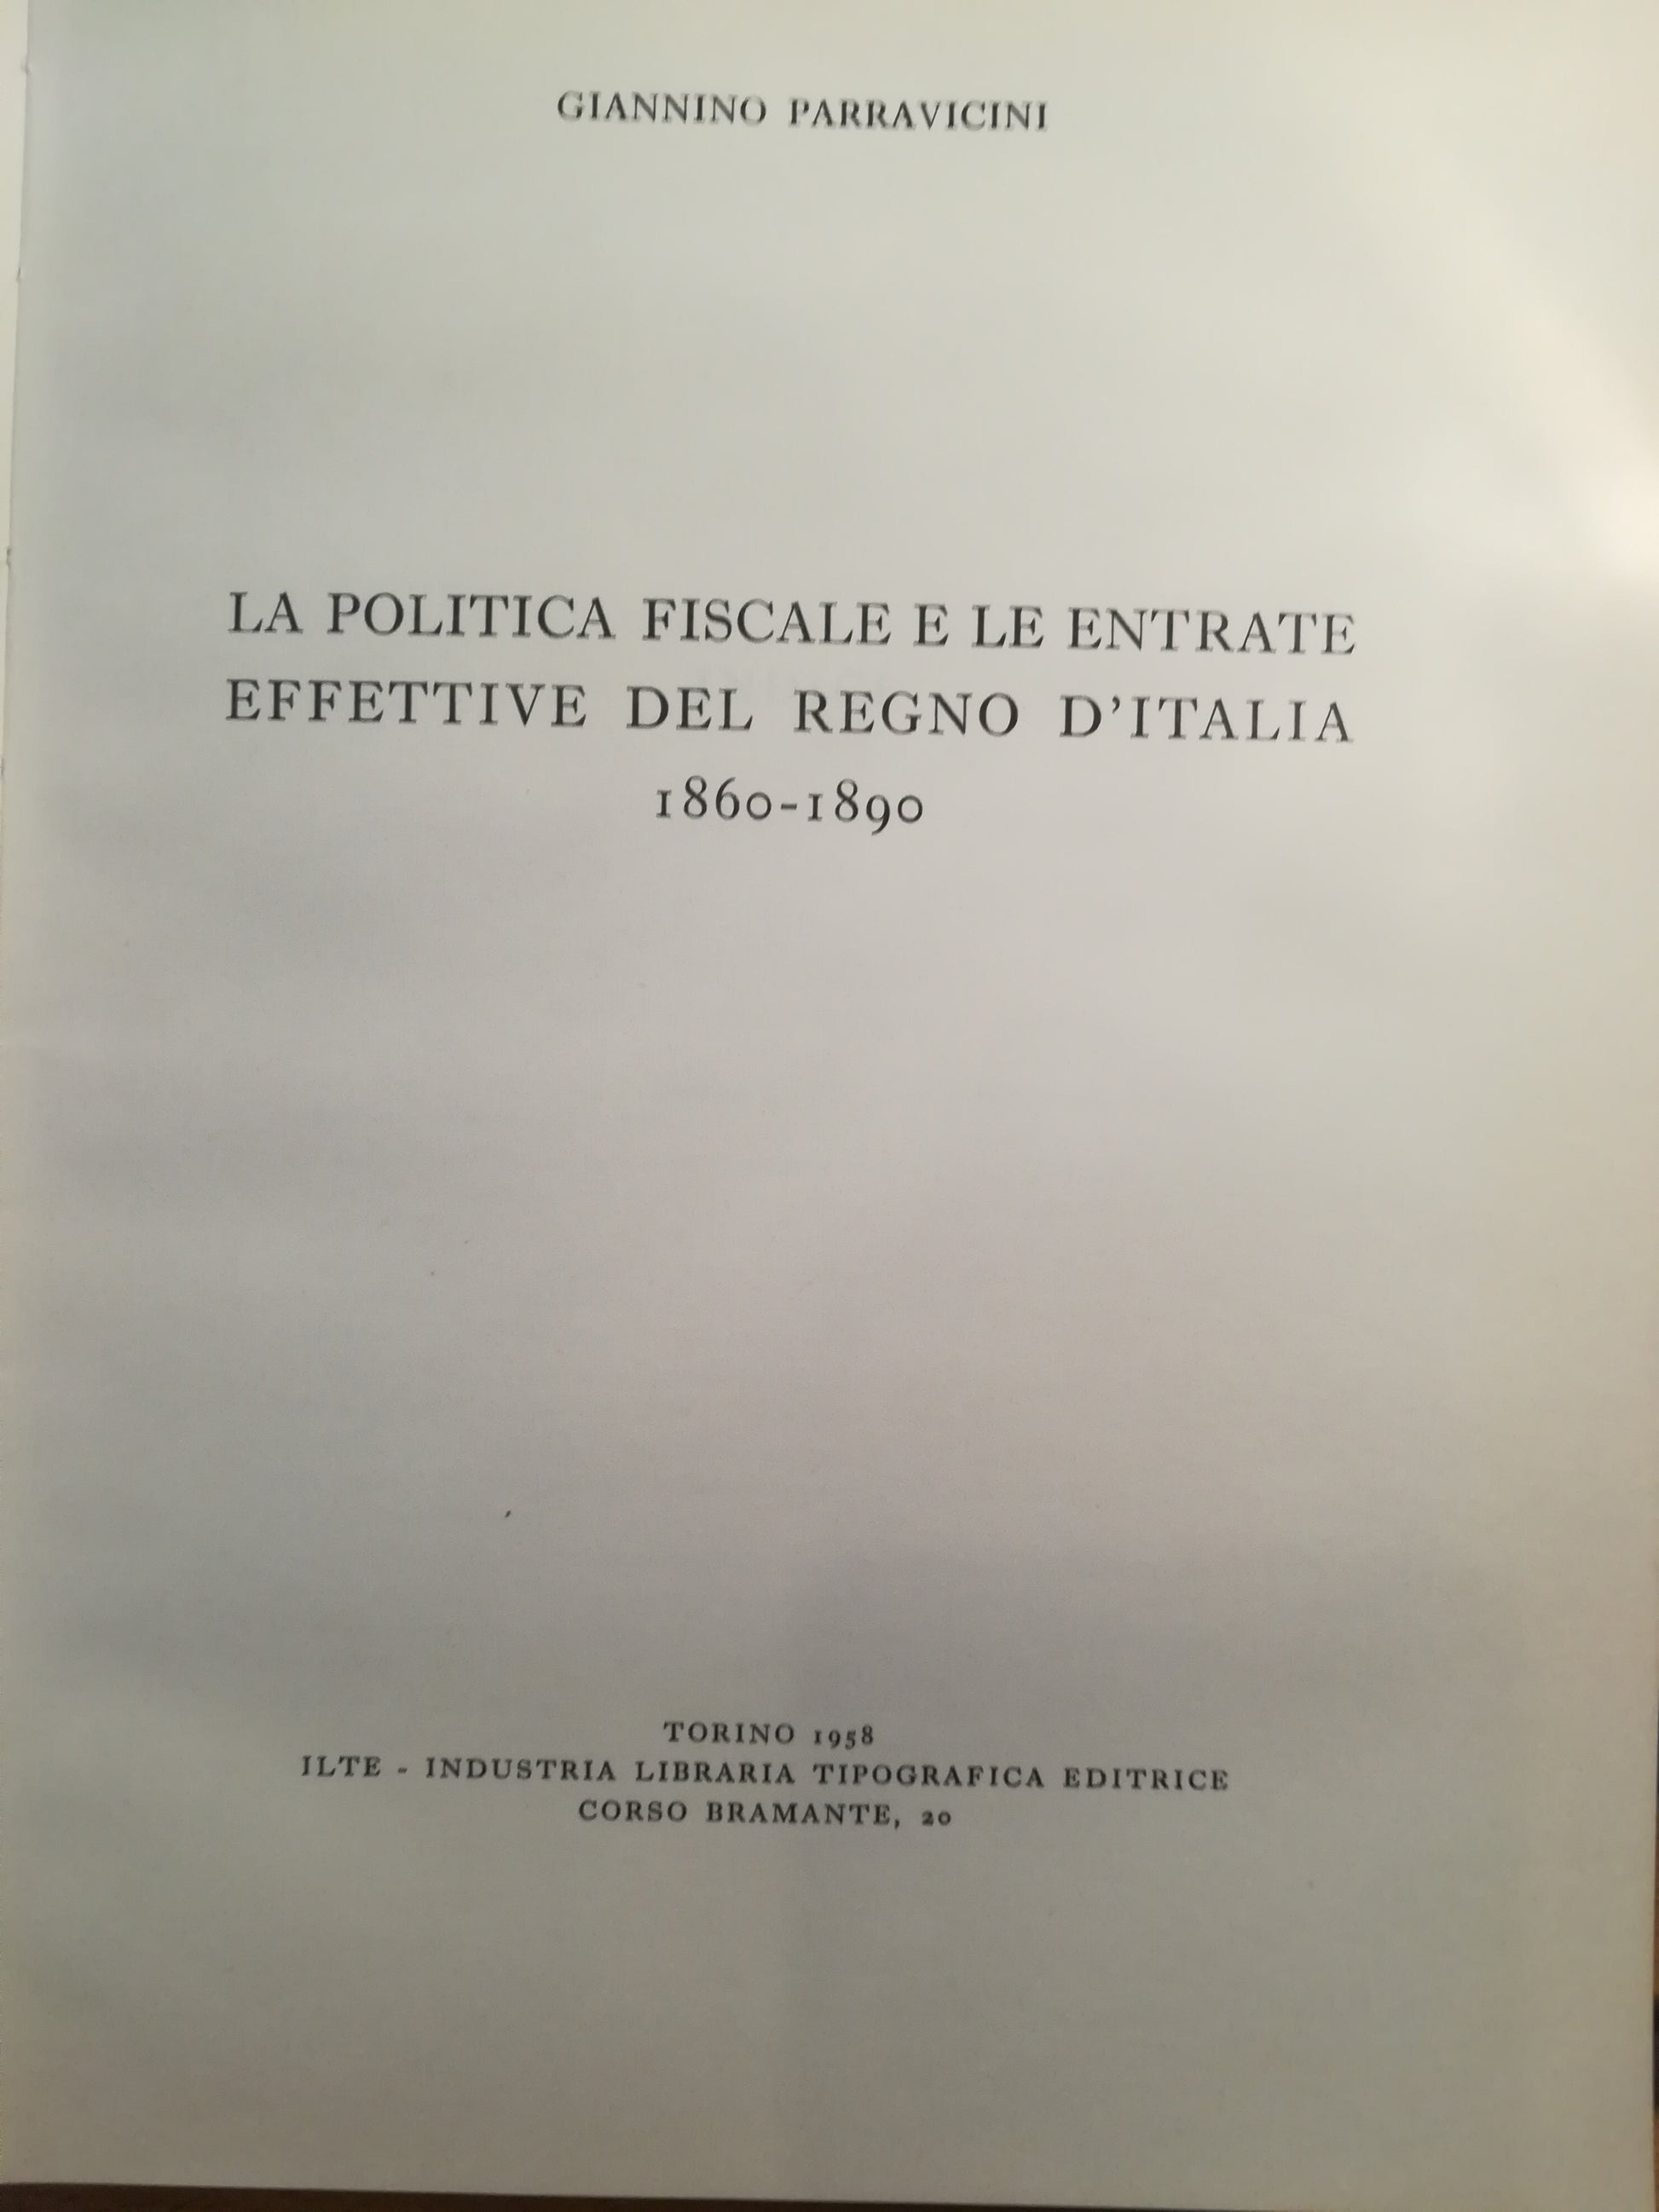 GIANNINO PARRAVICINI
LA POLITICA FISCALE E LE ENTRATE
EFFETTIVE DEL REGNO D'ITALIA
1860-1890
TORINO 1958
ILTE - INDUSTRIA LIBRARIA TIPOGRAFICA EDITRICE
CORSO BRAMANTE, 20